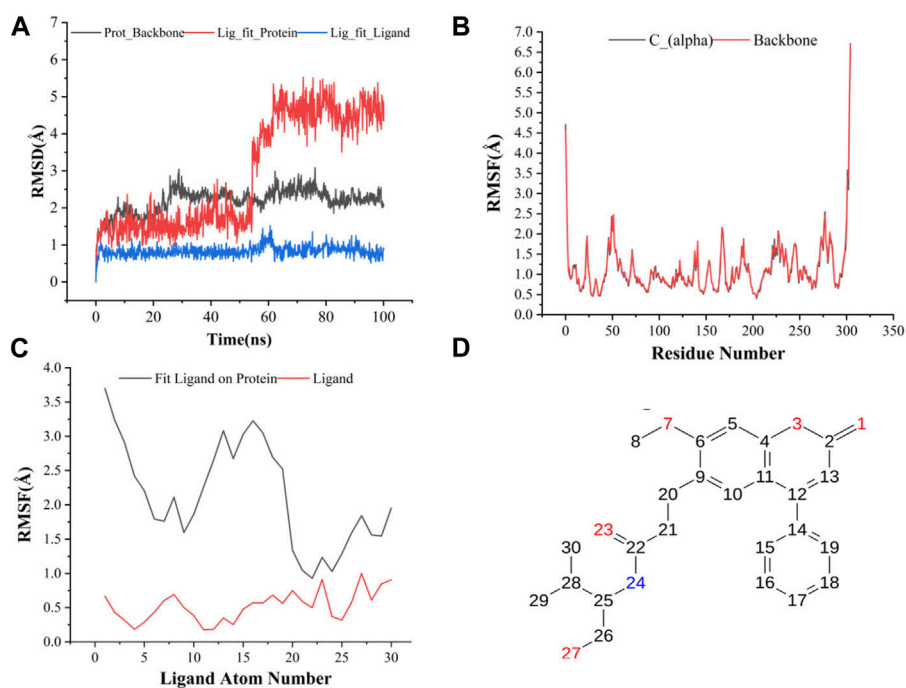 A
Prot_Backbone Lig_fit_Protein Lig_fit_Ligand
RMSD(Å)
7
6
5
4
3
2
1
0
0 20 40 60 80 100
Time(ns)
B
C_(alpha) Backbone
RMSF(Å)
7.0
6.5
6.0
5.5
5.0
4.5
4.0
3.5
3.0
2.5
2.0
1.5
1.0
0.5
0.0
0 50 100 150 200 250 300 350
Residue Number
C
Fit Ligand on Protein Ligand
RMSF(Å)
4.0
3.5
3.0
2.5
2.0
1.5
1.0
0.5
0.0
0 5 10 15 20 25 30
Ligand Atom Number
D
7 5 3 1
8 6 4 2
9 11 13
20 10 12
23 21 14
30 22 15 19
28 24 16 18
29 25 17
26
27